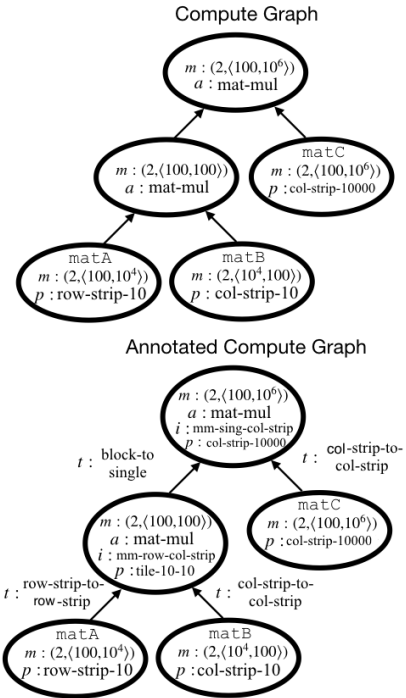 Compute Graph
m : (2,⟨100,10⁶⟩)
a : mat-mul
m : (2,⟨100,100⟩)
a : mat-mul
matC
m : (2,⟨100,10⁶⟩)
p : col-strip-10000
matA
m : (2,⟨100,10⁴⟩)
p : row-strip-10
matB
m : (2,⟨10⁴,100⟩)
p : col-strip-10
Annotated Compute Graph
m : (2,⟨100,10⁶⟩)
a : mat-mul
i : mm-sing-col-strip
p : col-strip-10000
t : block-to
single
t : col-strip-to-
col-strip
m : (2,⟨100,100⟩)
a : mat-mul
i : mm-row-col-strip
p : tile-10-10
matC
m : (2,⟨100,10⁶⟩)
p : col-strip-10000
t : row-strip-to-
row-strip
t : col-strip-to-
col-strip
matA
m : (2,⟨100,10⁴⟩)
p : row-strip-10
matB
m : (2,⟨10⁴,100⟩)
p : col-strip-10